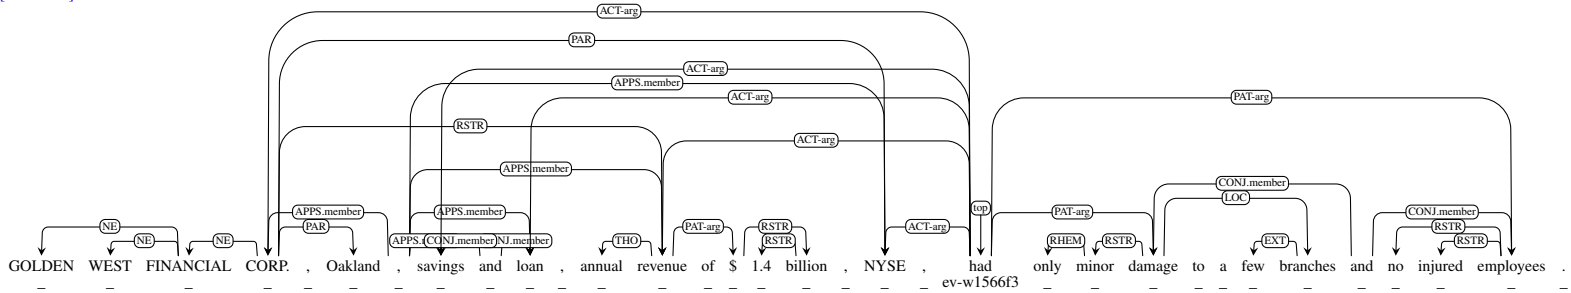 ACT-arg
PAR
ACT-arg
APPS.member
ACT-arg PAT-arg
RSTR
ACT-arg
APPS.member
CONJ.member
LOC
top
APPS.member APPS.member PAT-arg CONJ.member
NE PAR PAT-arg RSTR ACT-arg RSTR
NE NE CONJ.member NJ.member THO RSTR RHEM RSTR EXT RSTR
GOLDEN WEST FINANCIAL CORP. , Oakland , savings and loan , annual revenue of $ 1.4 billion , NYSE , had only minor damage to a few branches and no injured employees .
_ _ _ _ _ _ _ _ _ _ _ _ _ _ _ _ _ _ _ _ ev-w1566f3 _ _ _ _ _ _ _ _ _ _ _ _